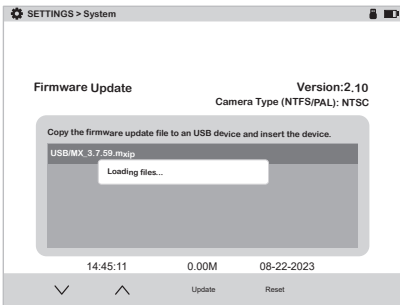 SETTINGS > System
Firmware Update
Version:2.10
Camera Type (NTFS/PAL): NTSC
Copy the firmware update file to an USB device and insert the device.
USB/MX_3.7.59.mxip
Loading files...
14:45:11 0.00M 08-22-2023
Update Reset